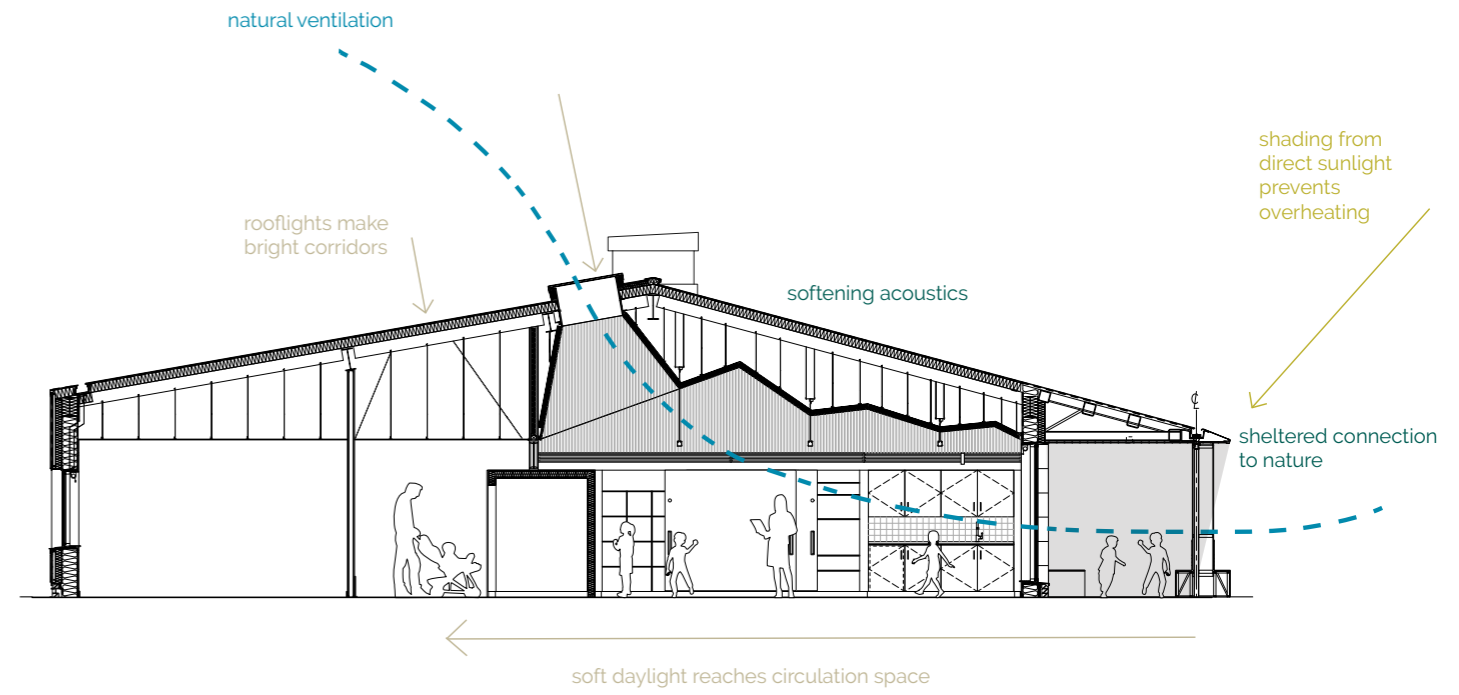 natural ventilation
shading from
direct sunlight
prevents
overheating
rooflights make
bright corridors
softening acoustics
℄
sheltered connection
to nature
soft daylight reaches circulation space